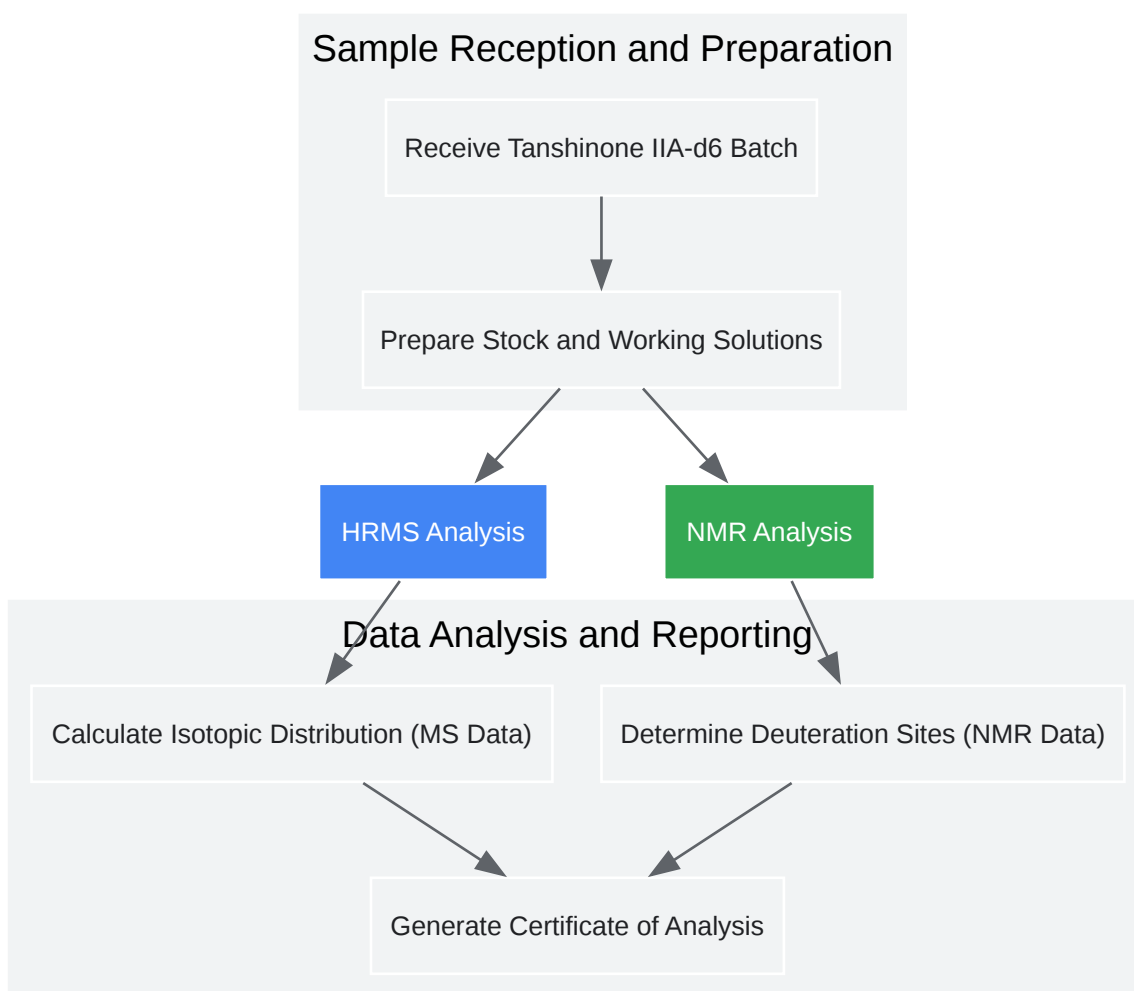 Sample Reception and Preparation
Receive Tanshinone IIA-d6 Batch
Prepare Stock and Working Solutions
HRMS Analysis
NMR Analysis
Data Analysis and Reporting
Calculate Isotopic Distribution (MS Data)
Determine Deuteration Sites (NMR Data)
Generate Certificate of Analysis